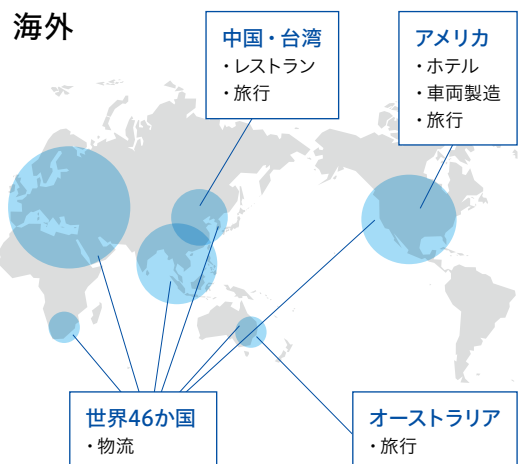 海外
中国・台湾
・レストラン
・旅行
アメリカ
・ホテル
・車両製造
・旅行
世界46か国
・物流
オーストラリア
・旅行